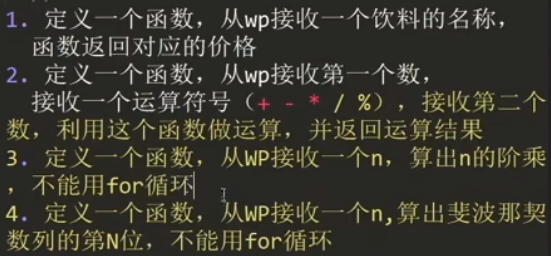 1. 定义一个函数，从wp接收一个饮料的名称，
函数返回对应的价格
2. 定义一个函数，从wp接收第一个数，
接收一个运算符号（+ - * / %），接收第二个
数，利用这个函数做运算，并返回运算结果
3. 定义一个函数，从WP接收一个n，算出n的阶乘
，不能用for循环
4. 定义一个函数，从WP接收一个n,算出斐波那契
数列的第N位，不能用for循环